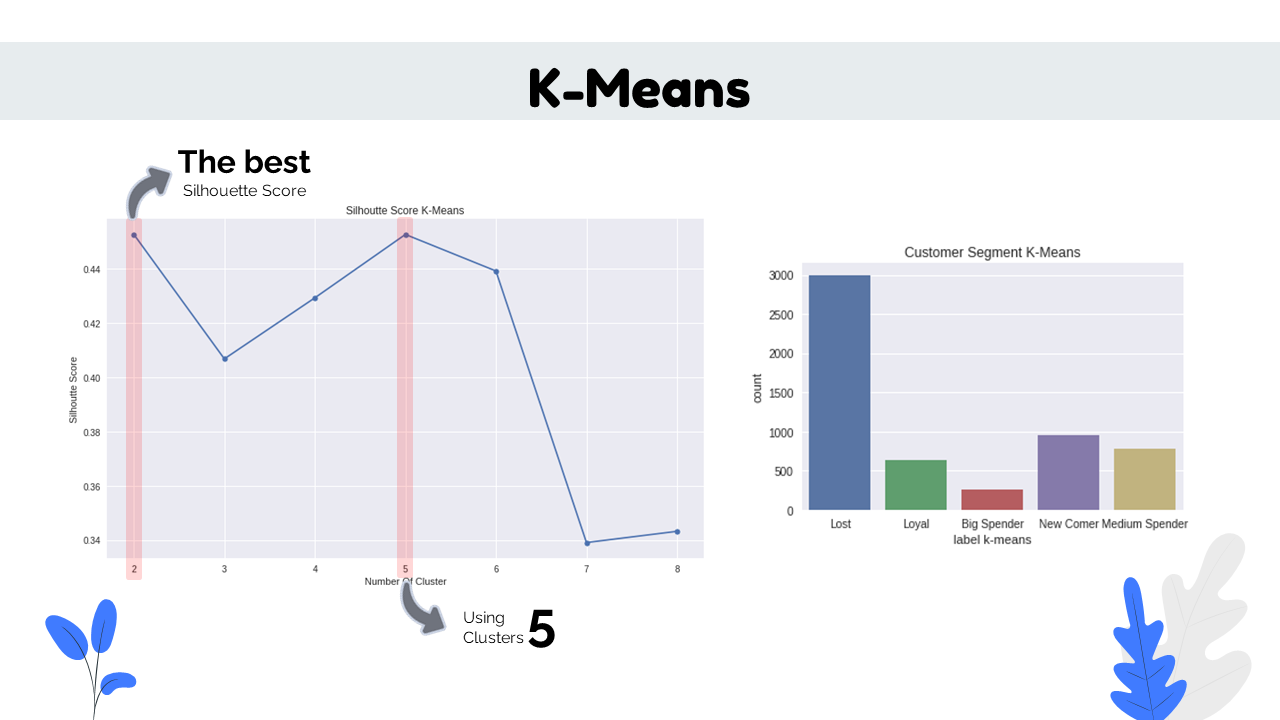 K-Means
The best
Silhouette Score
Silhoutte Score K-Means
Silhoutte Score
0.44
0.42
0.40
0.38
0.36
0.34
2 3 4 5 6 7 8
Number Of Cluster
Using
Clusters 5
Customer Segment K-Means
count
3000
2500
2000
1500
1000
500
0
Lost Loyal Big Spender New Comer Medium Spender
label k-means